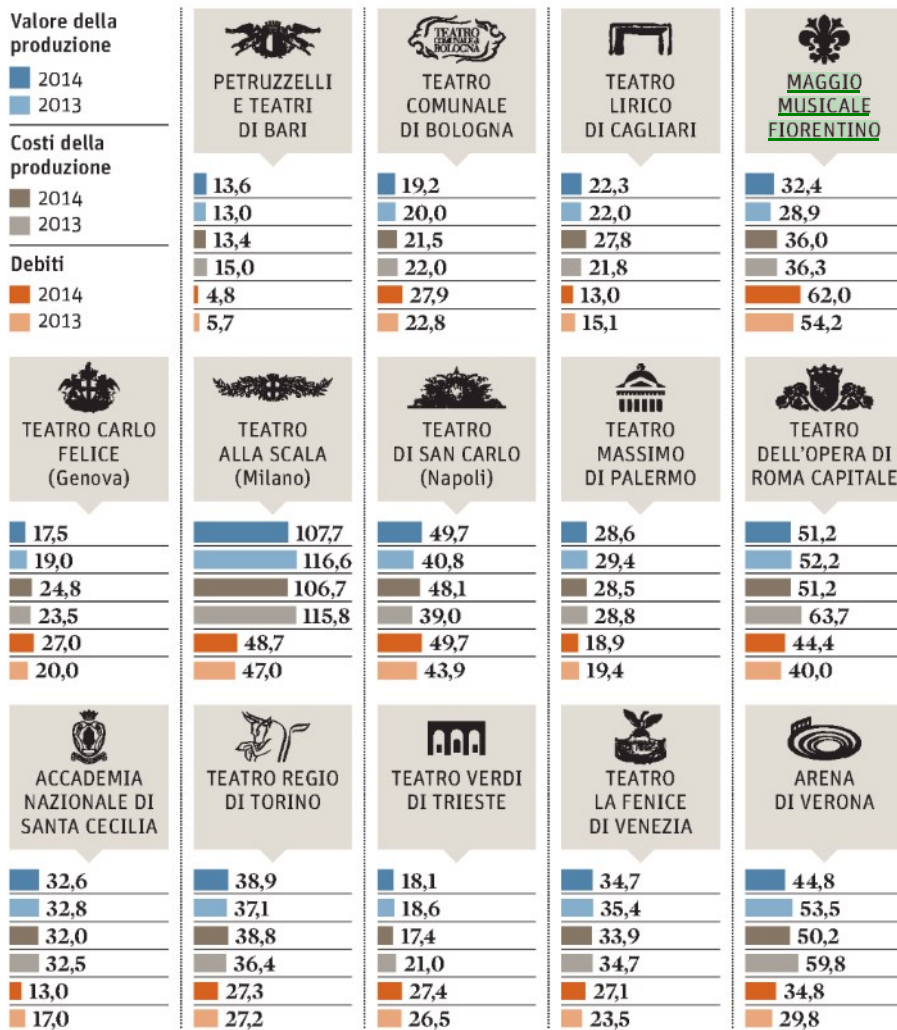 Valore della
produzione
2014
2013
Costi della
produzione
2014
2013
Debiti
2014
2013
PETRUZZELLI
E TEATRI
DI BARI
13,6
13,0
13,4
15,0
4,8
5,7
TEATRO
COMUNALE DI
BOLOGNA
TEATRO
COMUNALE
DI BOLOGNA
19,2
20,0
21,5
22,0
27,9
22,8
TEATRO
LIRICO
DI CAGLIARI
22,3
22,0
27,8
21,8
13,0
15,1
MAGGIO
MUSICALE
FIORENTINO
32,4
28,9
36,0
36,3
62,0
54,2
TEATRO CARLO
FELICE
(Genova)
17,5
19,0
24,8
23,5
27,0
20,0
TEATRO
ALLA SCALA
(Milano)
107,7
116,6
106,7
115,8
48,7
47,0
TEATRO
DI SAN CARLO
(Napoli)
49,7
40,8
48,1
39,0
49,7
43,9
TEATRO
MASSIMO
DI PALERMO
28,6
29,4
28,5
28,8
18,9
19,4
TEATRO
DELL'OPERA DI
ROMA CAPITALE
51,2
52,2
51,2
63,7
44,4
40,0
ACCADEMIA
NAZIONALE DI
SANTA CECILIA
32,6
32,8
32,0
32,5
13,0
17,0
TEATRO REGIO
DI TORINO
38,9
37,1
38,8
36,4
27,3
27,2
TEATRO VERDI
DI TRIESTE
18,1
18,6
17,4
21,0
27,4
26,5
TEATRO
LA FENICE
DI VENEZIA
34,7
35,4
33,9
34,7
27,1
23,5
ARENA
DI VERONA
44,8
53,5
50,2
59,8
34,8
29,8